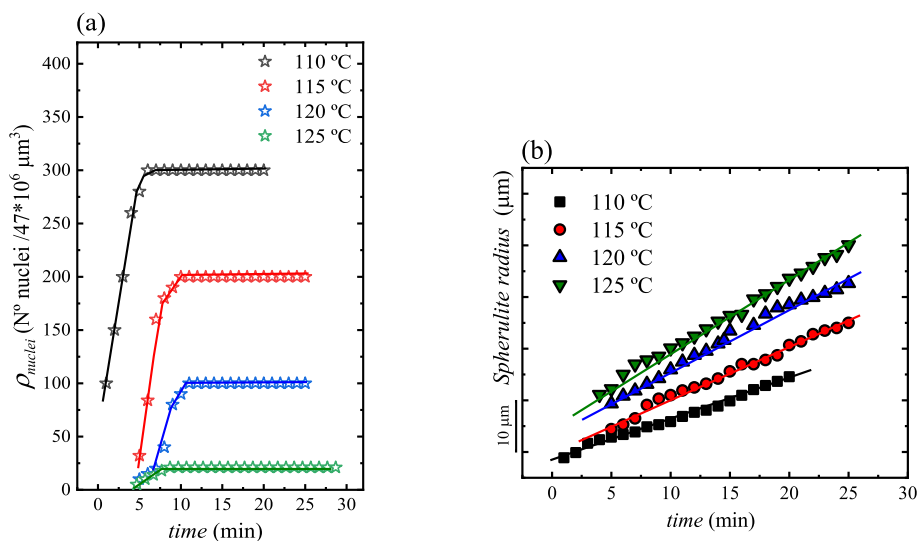 (a)
110 ºC
115 ºC
120 ºC
125 ºC
400
350
300
250
200
150
100
50
25
0
0 5 10 15 20 25 30
time (min)
ρnuclei (Nº nuclei /47*10⁶ μm³)
(b)
110 ºC
115 ºC
120 ºC
125 ºC
Spherulite radius (μm)
10 μm
0 5 10 15 20 25 30
time (min)